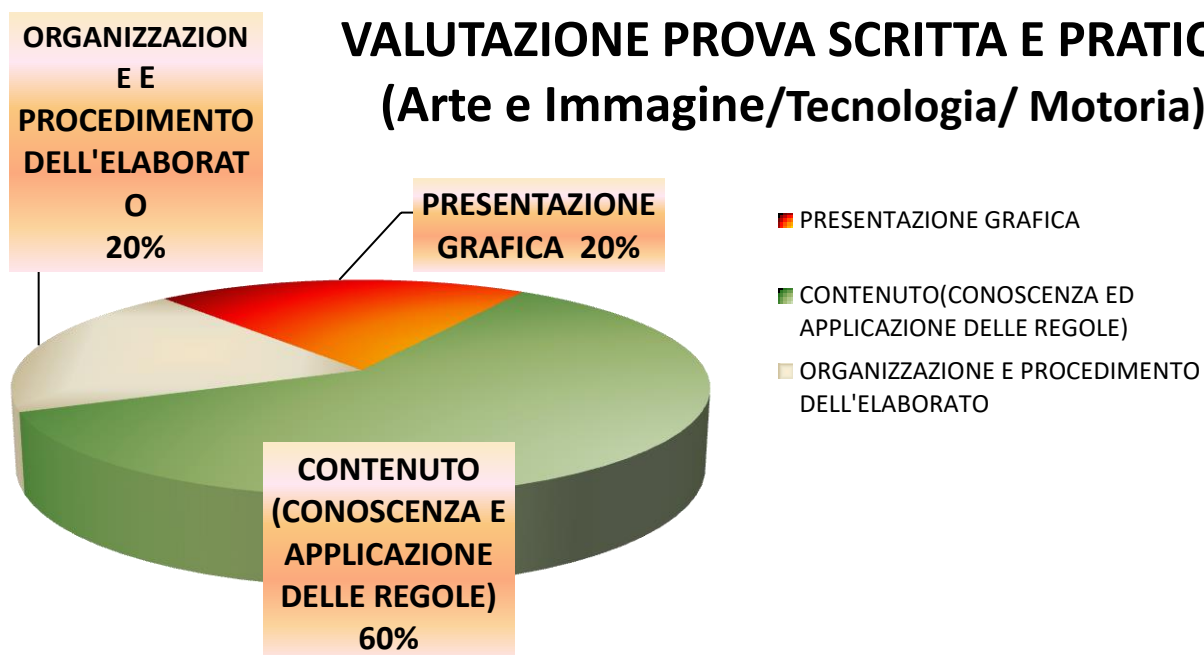 VALUTAZIONE PROVA SCRITTA E PRATIC
(Arte e Immagine/Tecnologia/ Motoria)
ORGANIZZAZION
E E
PROCEDIMENTO
DELL'ELABORAT
O
20%
PRESENTAZIONE
GRAFICA 20%
CONTENUTO
(CONOSCENZA E
APPLICAZIONE
DELLE REGOLE)
60%
PRESENTAZIONE GRAFICA
CONTENUTO(CONOSCENZA ED
APPLICAZIONE DELLE REGOLE)
ORGANIZZAZIONE E PROCEDIMENTO
DELL'ELABORATO